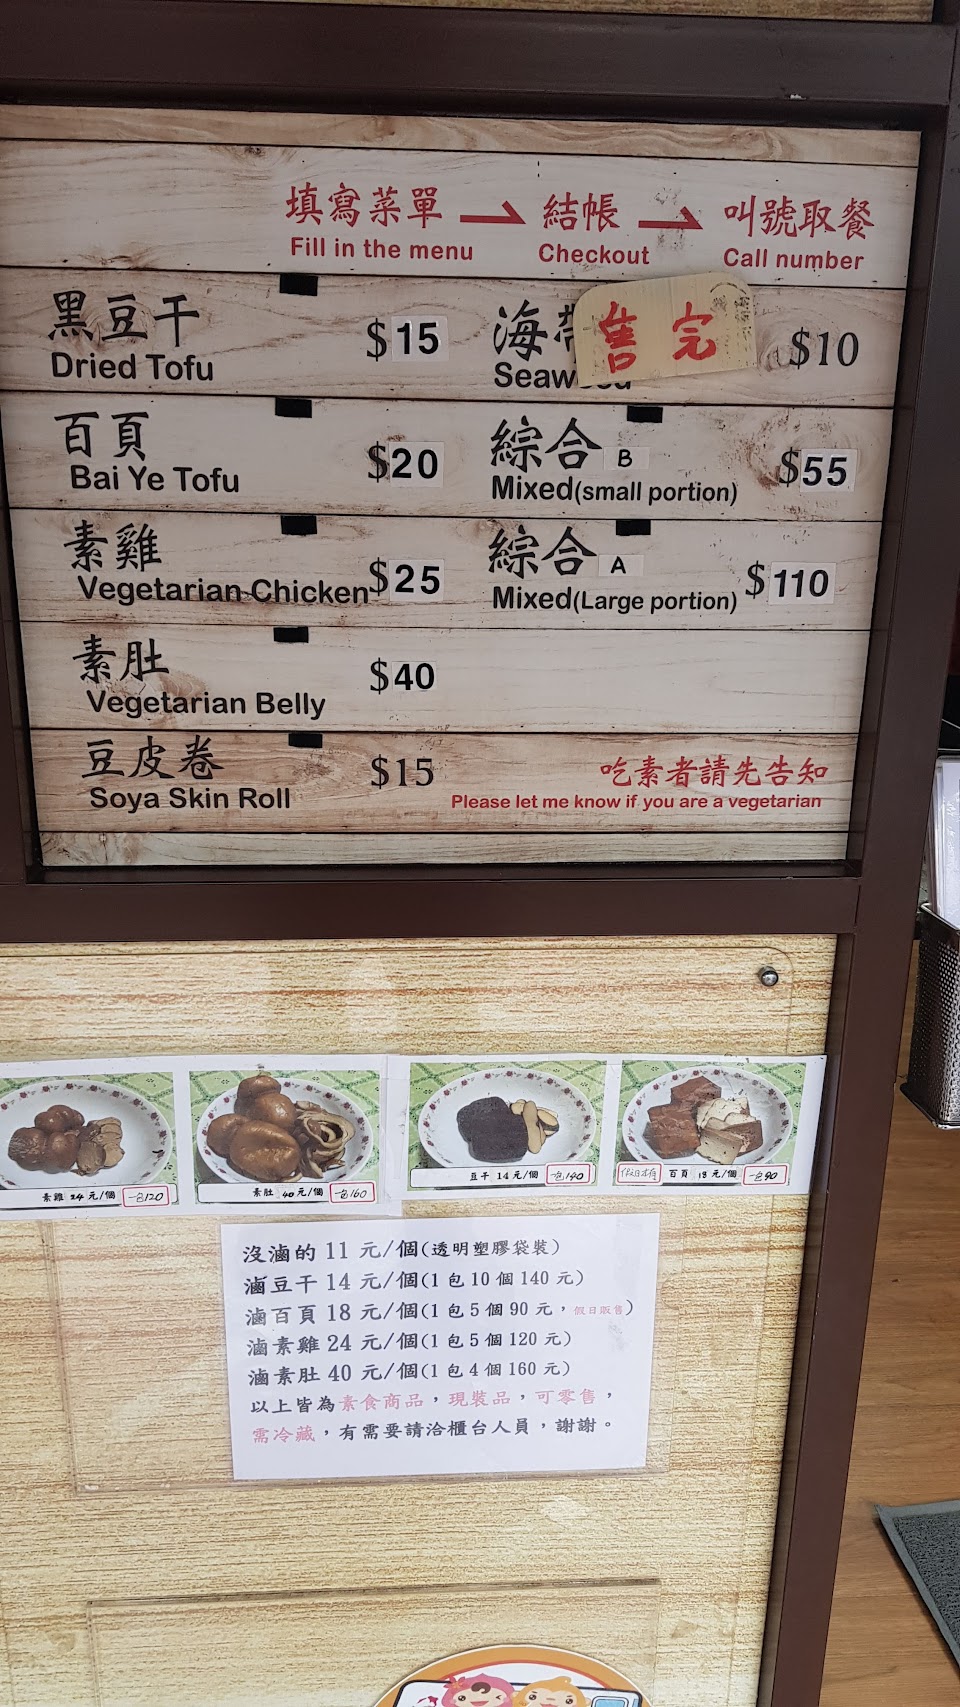 填寫菜單 結帳 叫號取餐
Fill in the menu Checkout Call number
黑豆干 $15
Dried Tofu
百頁 $20
Bai Ye Tofu
素雞 $25
Vegetarian Chicken
素肚 $40
Vegetarian Belly
豆皮卷 $15
Soya Skin Roll
海帶 售完 $10
Seaweed
綜合 B $55
Mixed(small portion)
綜合 A $110
Mixed(Large portion)
吃素者請先告知
Please let me know if you are a vegetarian
素雞 24 元/個 一包120
素肚 40 元/個 一包160
豆干 14 元/個 一包140
百頁 18 元/個 一包90
沒滷的 11 元/個(透明塑膠袋裝)
滷豆干 14 元/個(1 包 10 個 140 元)
滷百頁 18 元/個(1 包 5 個 90 元，假日販售)
滷素雞 24 元/個(1 包 5 個 120 元)
滷素肚 40 元/個(1 包 4 個 160 元)
以上皆為素食商品，現裝品，可零售，
需冷藏，有需要請洽櫃台人員，謝謝。